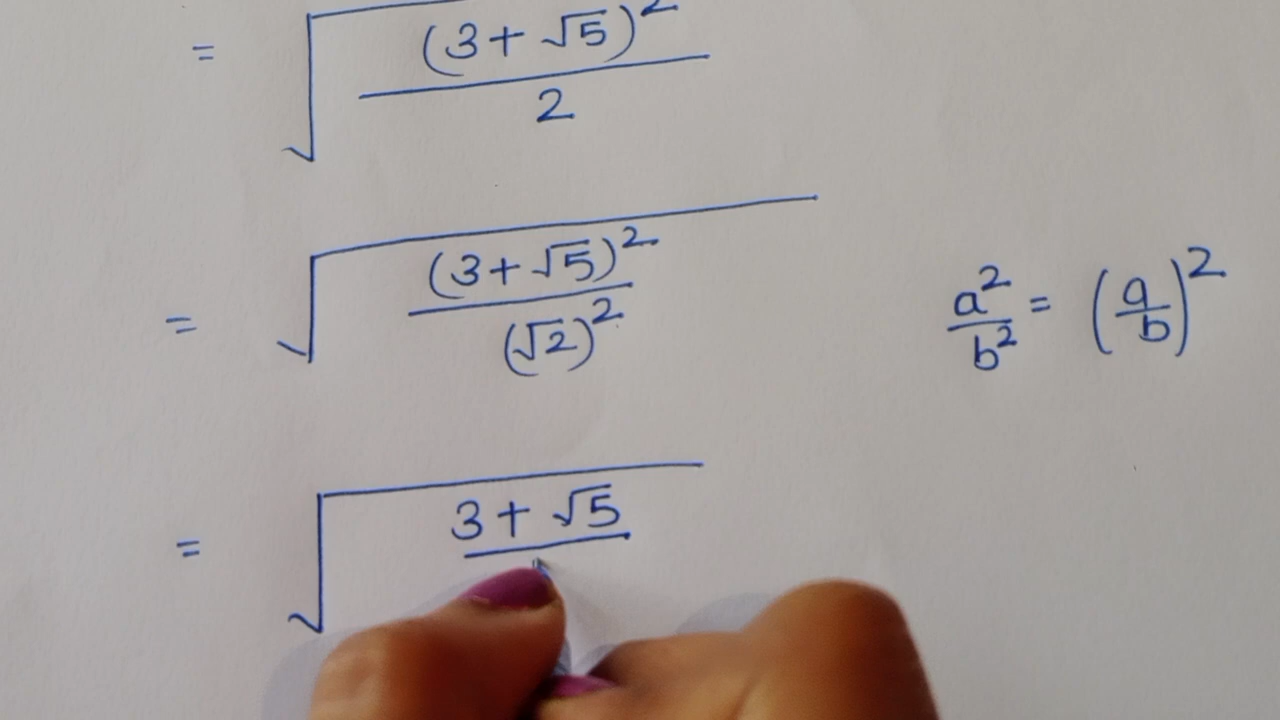 = √((3+√5)² / 2)
= √((3+√5)² / (√2)²)
a²/b² = (a/b)²
= √(3+√5 /